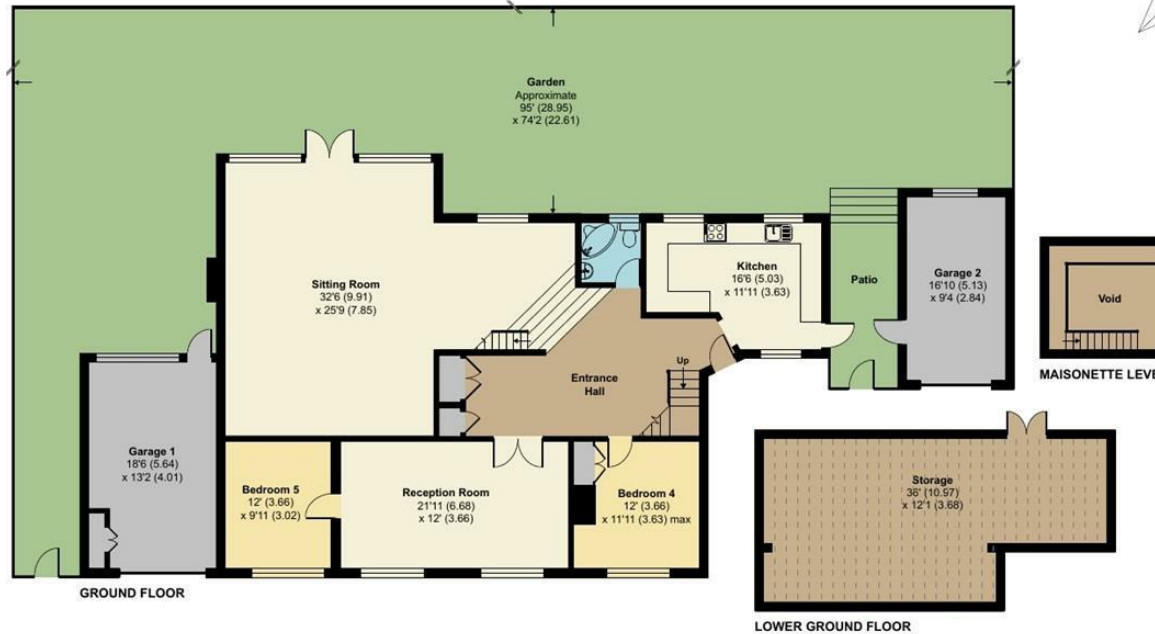 Garden
Approximate
95' (28.95)
x 74'2 (22.61)
Sitting Room
32'6 (9.91)
x 25'9 (7.85)
Kitchen
16'6 (5.03)
x 11'11 (3.63)
Patio
Garage 2
16'10 (5.13)
x 9'4 (2.84)
Void
MAISONETTE LEVE
Up
Entrance
Hall
Garage 1
18'6 (5.64)
x 13'2 (4.01)
Bedroom 5
12' (3.66)
x 9'11 (3.02)
Reception Room
21'11 (6.68)
x 12' (3.66)
Bedroom 4
12' (3.66)
x 11'11 (3.63) max
Storage
36' (10.97)
x 12'1 (3.68)
GROUND FLOOR
LOWER GROUND FLOOR